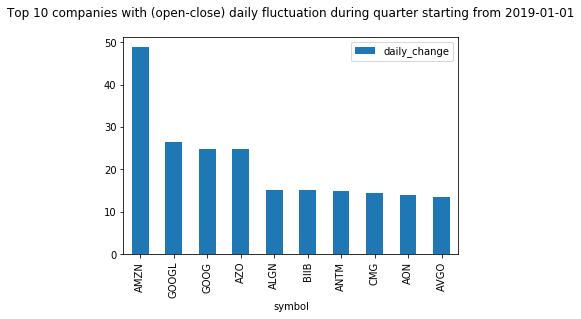 Top 10 companies with (open-close) daily fluctuation during quarter starting from 2019-01-01
daily_change
50
40
30
20
10
0
AMZN
GOOGL
GOOG
AZO
ALGN
BIIB
ANTM
CMG
AON
AVGO
symbol